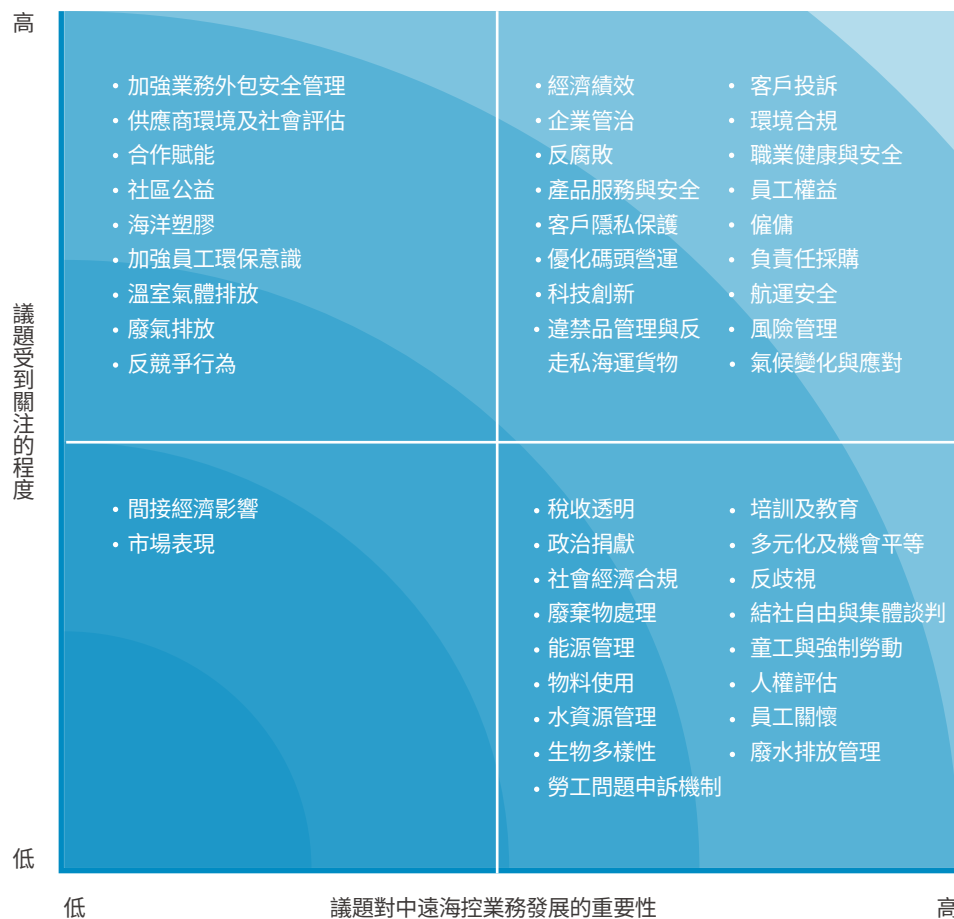 高
議題受到關注的程度
• 加強業務外包安全管理
• 供應商環境及社會評估
• 合作賦能
• 社區公益
• 海洋塑膠
• 加強員工環保意識
• 溫室氣體排放
• 廢氣排放
• 反競爭行為
• 經濟績效
• 企業管治
• 反腐敗
• 產品服務與安全
• 客戶隱私保護
• 優化碼頭營運
• 科技創新
• 違禁品管理與反
走私海運貨物
• 客戶投訴
• 環境合規
• 職業健康與安全
• 員工權益
• 僱傭
• 負責任採購
• 航運安全
• 風險管理
• 氣候變化與應對
• 間接經濟影響
• 市場表現
• 稅收透明
• 政治捐獻
• 社會經濟合規
• 廢棄物處理
• 能源管理
• 物料使用
• 水資源管理
• 生物多樣性
• 勞工問題申訴機制
• 培訓及教育
• 多元化及機會平等
• 反歧視
• 結社自由與集體談判
• 童工與強制勞動
• 人權評估
• 員工關懷
• 廢水排放管理
低
低
議題對中遠海控業務發展的重要性
高